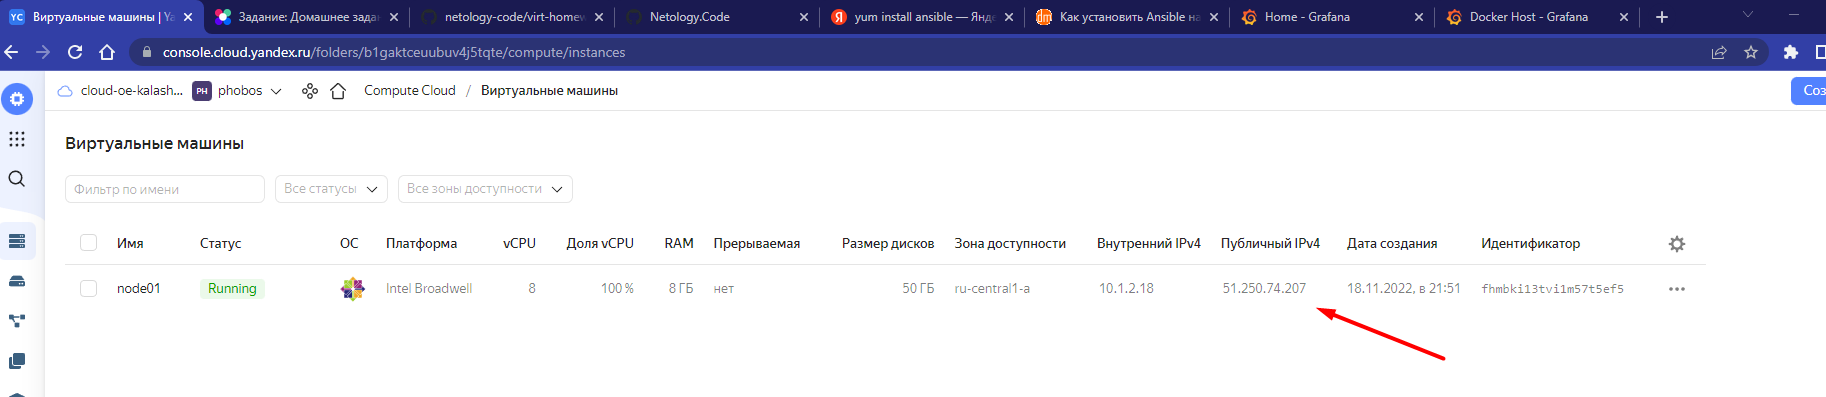 YC Виртуальные машины | Ya
Задание: Домашнее зада
netology-code/virt-homew
Netology.Code
Я yum install ansible — Янде
dm Как установить Ansible на
Home - Grafana
Docker Host - Grafana
console.cloud.yandex.ru/folders/b1gaktceuubuv4j5tqte/compute/instances
cloud-oe-kalash... PH phobos Compute Cloud / Виртуальные машины
Соз
Виртуальные машины
Фильтр по имени Все статусы Все зоны доступности
Имя Статус ОС Платформа vCPU Доля vCPU RAM Прерываемая Размер дисков Зона доступности Внутренний IPv4 Публичный IPv4 Дата создания Идентификатор
node01 Running Intel Broadwell 8 100 % 8 ГБ нет 50 ГБ ru-central1-a 10.1.2.18 51.250.74.207 18.11.2022, в 21:51 fhmbki13tvi1m57t5ef5